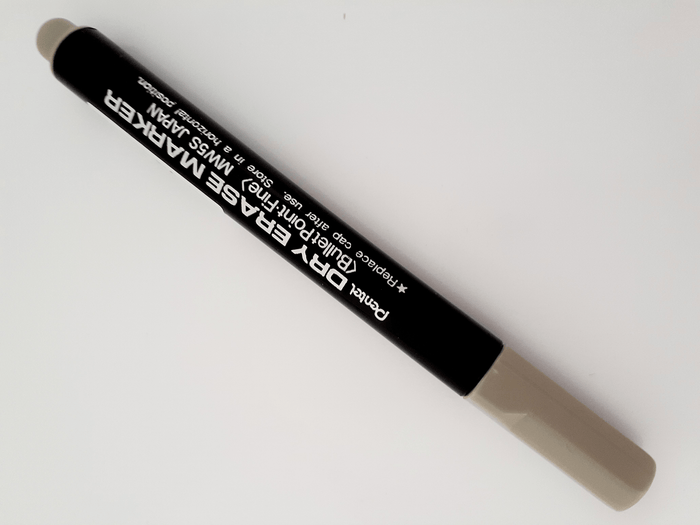 Pentel DRY ERASE MARKER
<Bullet Point·Fine> MW5S JAPAN
★Replace cap after use. Store in a horizontal position.